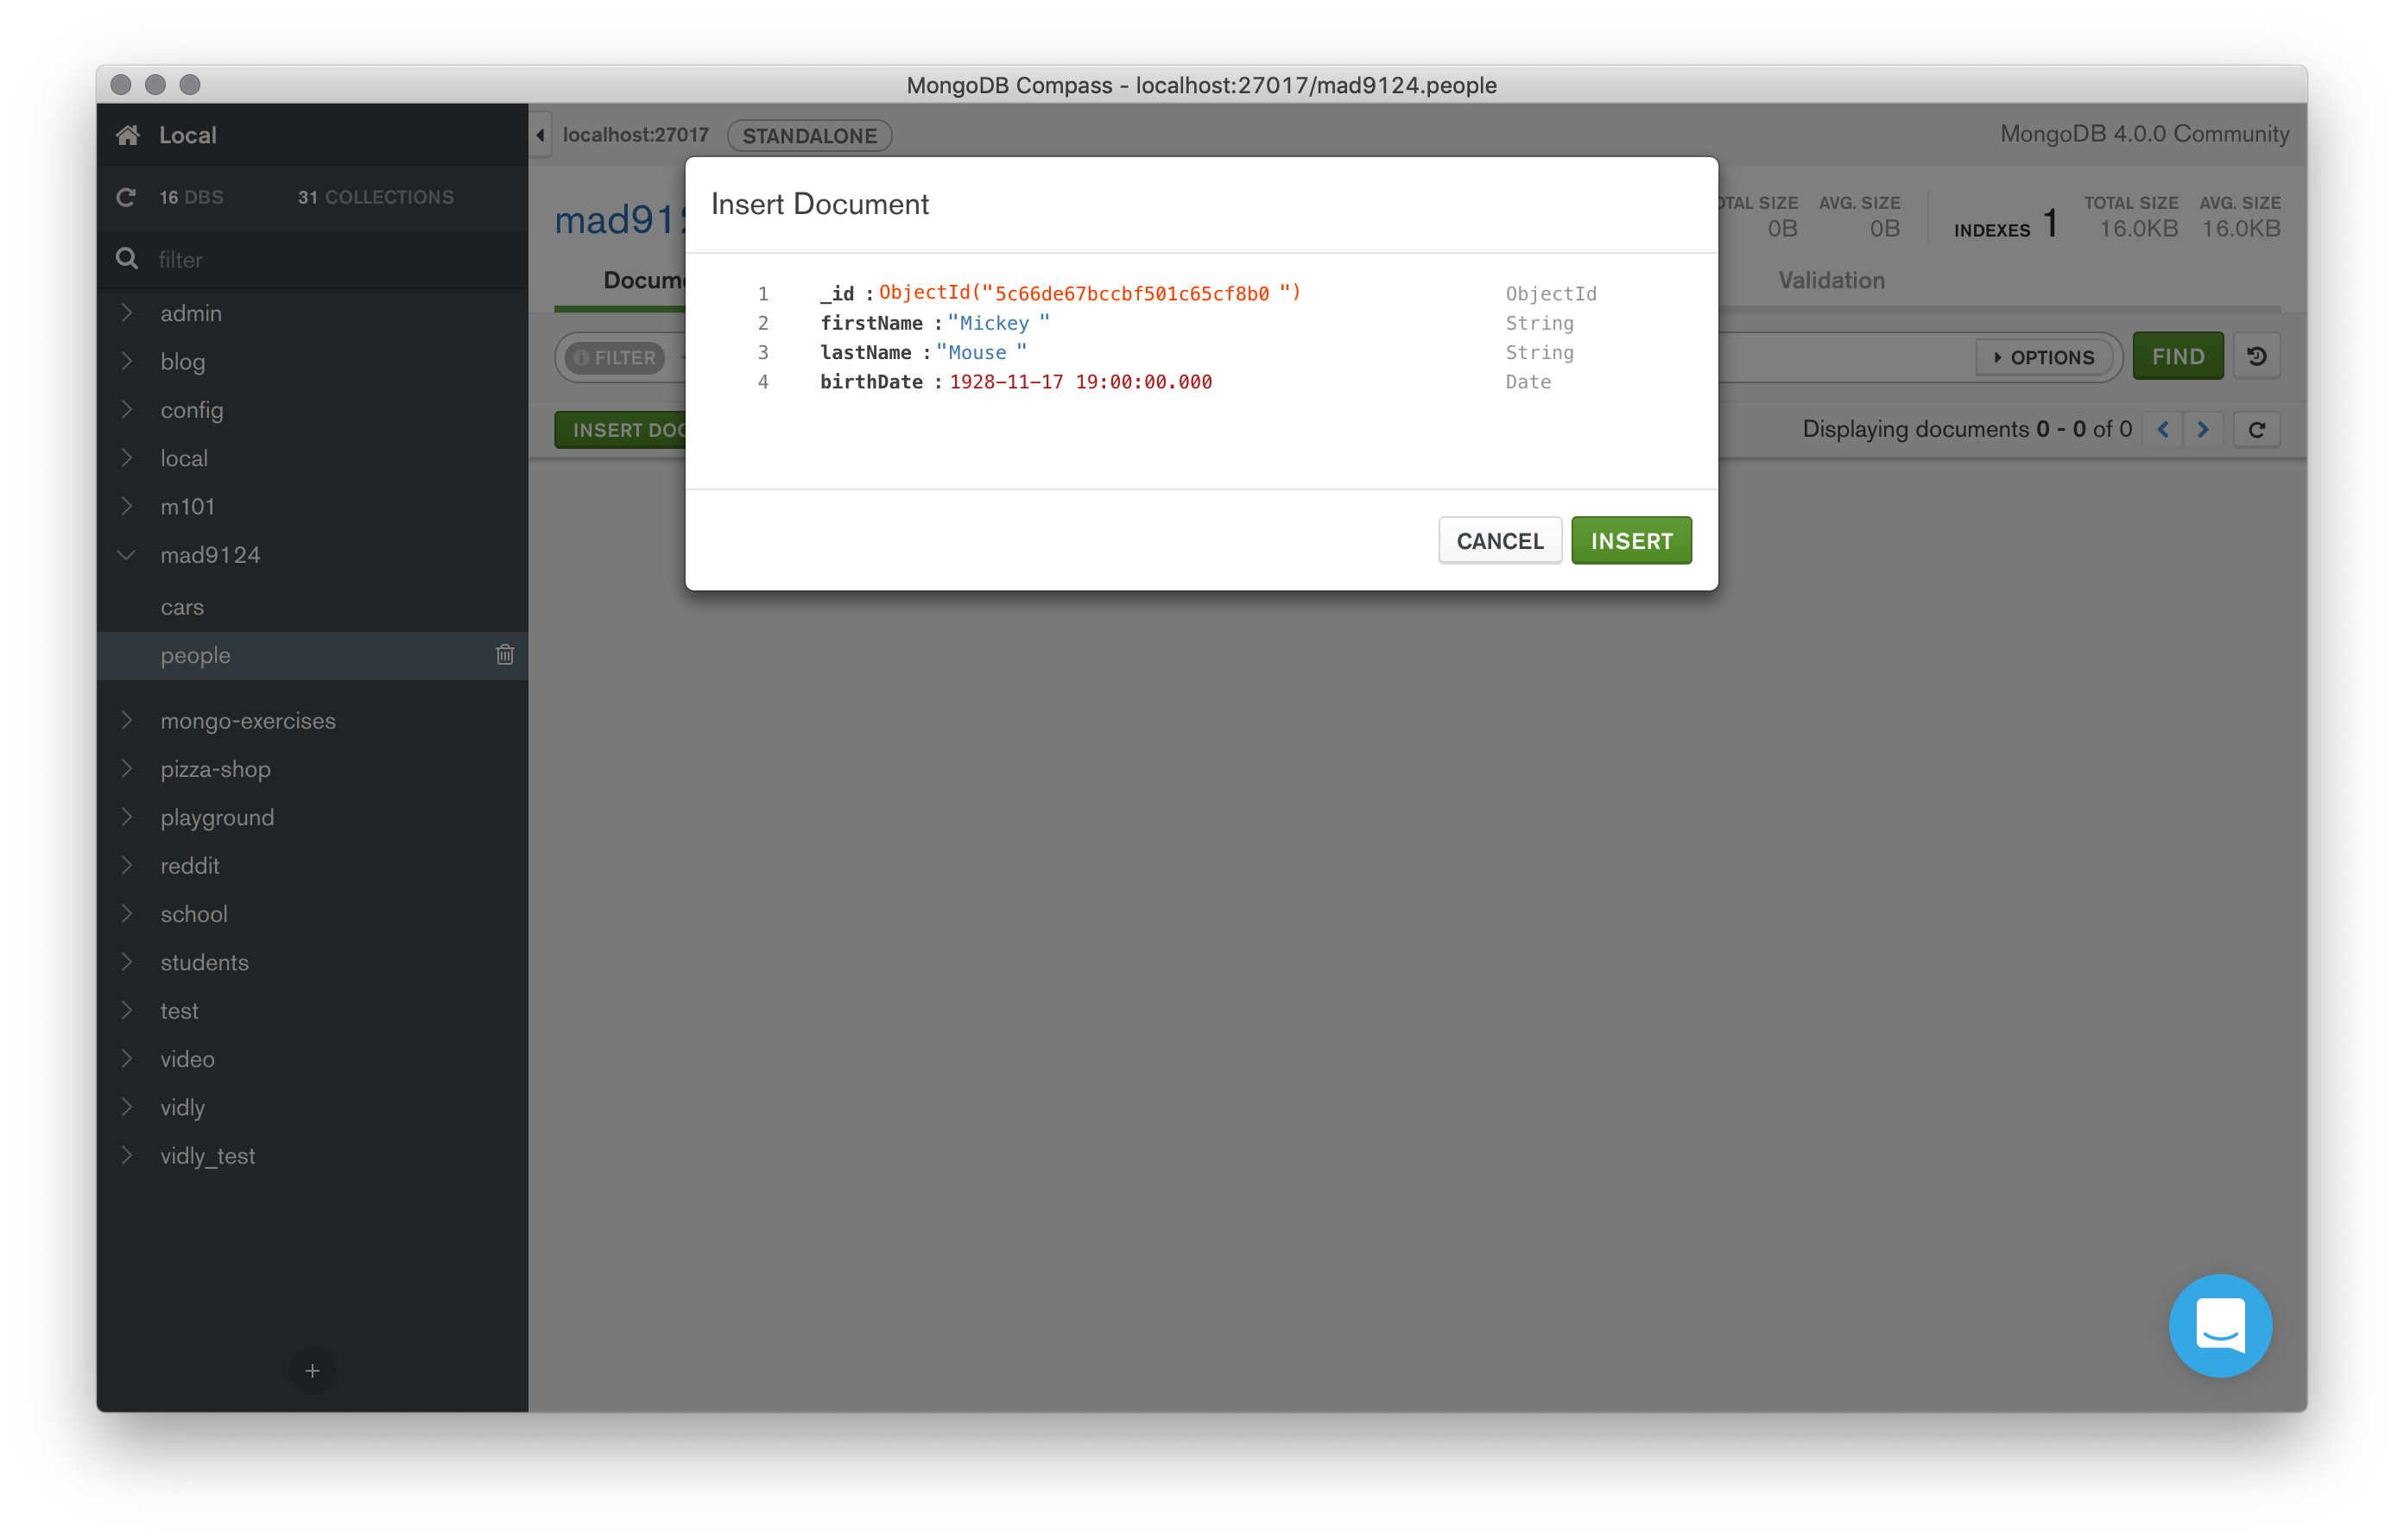 MongoDB Compass - localhost:27017/mad9124.people
Local
16 DBS 31 COLLECTIONS
filter
admin
blog
config
local
m101
mad9124
cars
people
mongo-exercises
pizza-shop
playground
reddit
school
students
test
video
vidly
vidly_test
+
localhost:27017 STANDALONE MongoDB 4.0.0 Community
mad912
TOTAL SIZE AVG. SIZE
0B 0B
INDEXES 1
TOTAL SIZE AVG. SIZE
16.0KB 16.0KB
Docume Validation
FILTER OPTIONS FIND
INSERT DOC Displaying documents 0 - 0 of 0
Insert Document
1 _id : ObjectId("5c66de67bccbf501c65cf8b0 ") ObjectId
2 firstName : "Mickey " String
3 lastName : "Mouse " String
4 birthDate : 1928-11-17 19:00:00.000 Date
CANCEL INSERT